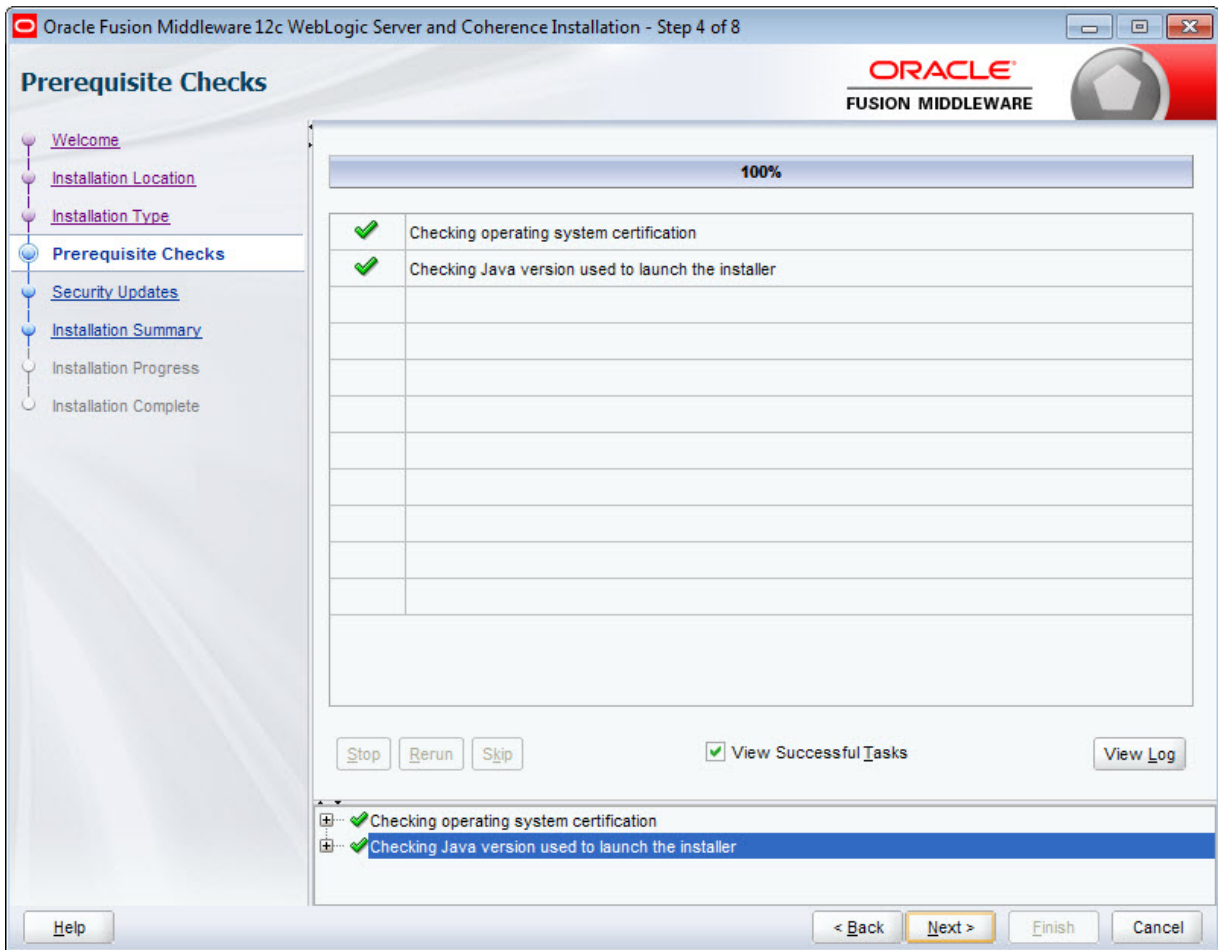 Oracle Fusion Middleware 12c WebLogic Server and Coherence Installation - Step 4 of 8
Prerequisite Checks
ORACLE
FUSION MIDDLEWARE
Welcome
Installation Location
Installation Type
Prerequisite Checks
Security Updates
Installation Summary
Installation Progress
Installation Complete
100%
Checking operating system certification
Checking Java version used to launch the installer
Stop Rerun Skip View Successful Tasks View Log
Checking operating system certification
Checking Java version used to launch the installer
Help < Back Next > Finish Cancel